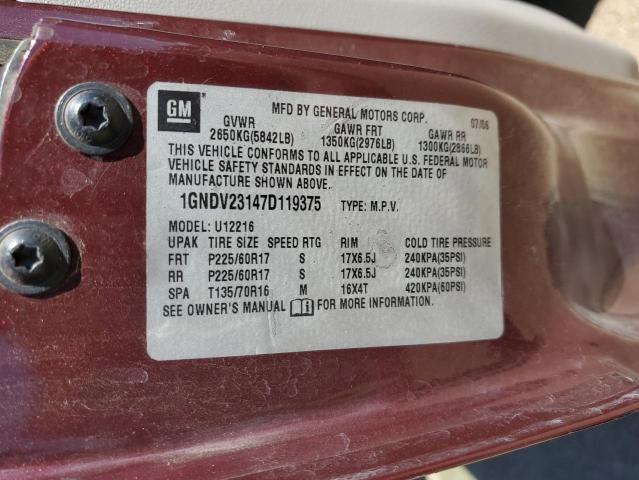 GM
MFD BY GENERAL MOTORS CORP. 07/06
GVWR GAWR FRT GAWR RR
2650KG(5842LB) 1350KG(2976LB) 1300KG(2866LB)
THIS VEHICLE CONFORMS TO ALL APPLICABLE U.S. FEDERAL MOTOR
VEHICLE SAFETY STANDARDS IN EFFECT ON THE DATE OF
MANUFACTURE SHOWN ABOVE.
1GNDV23147D119375 TYPE: M.P.V.
MODEL: U12216
UPAK TIRE SIZE SPEED RTG RIM COLD TIRE PRESSURE
FRT P225/60R17 S 17X6.5J 240KPA(35PSI)
RR P225/60R17 S 17X6.5J 240KPA(35PSI)
SPA T135/70R16 M 16X4T 420KPA(60PSI)
SEE OWNER'S MANUAL FOR MORE INFORMATION.